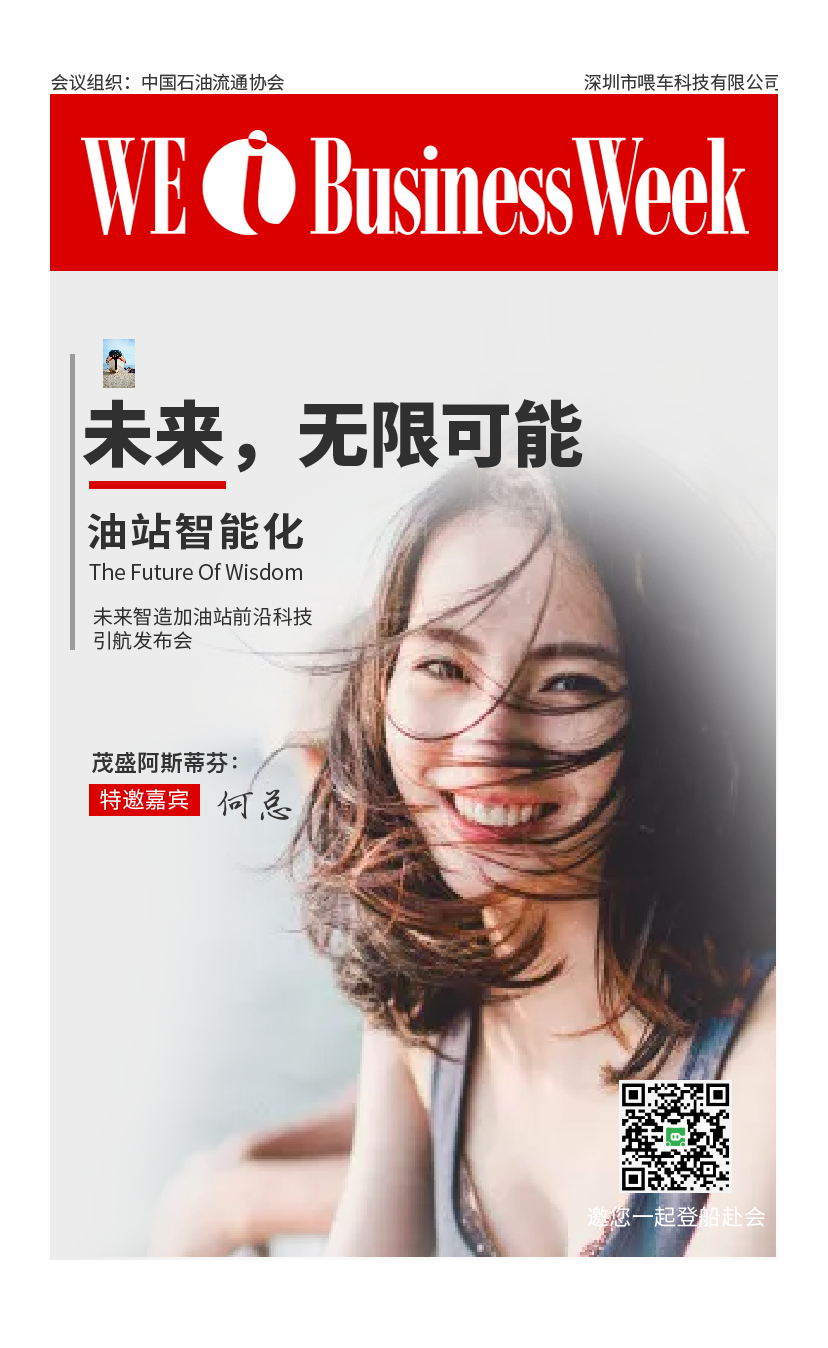 会议组织：中国石油流通协会
深圳市喂车科技有限公司
WE i BusinessWeek
未来，无限可能
油站智能化
The Future Of Wisdom
未来智造加油站前沿科技
引航发布会
茂盛阿斯蒂芬：
特邀嘉宾
何总
邀您一起登船赴会